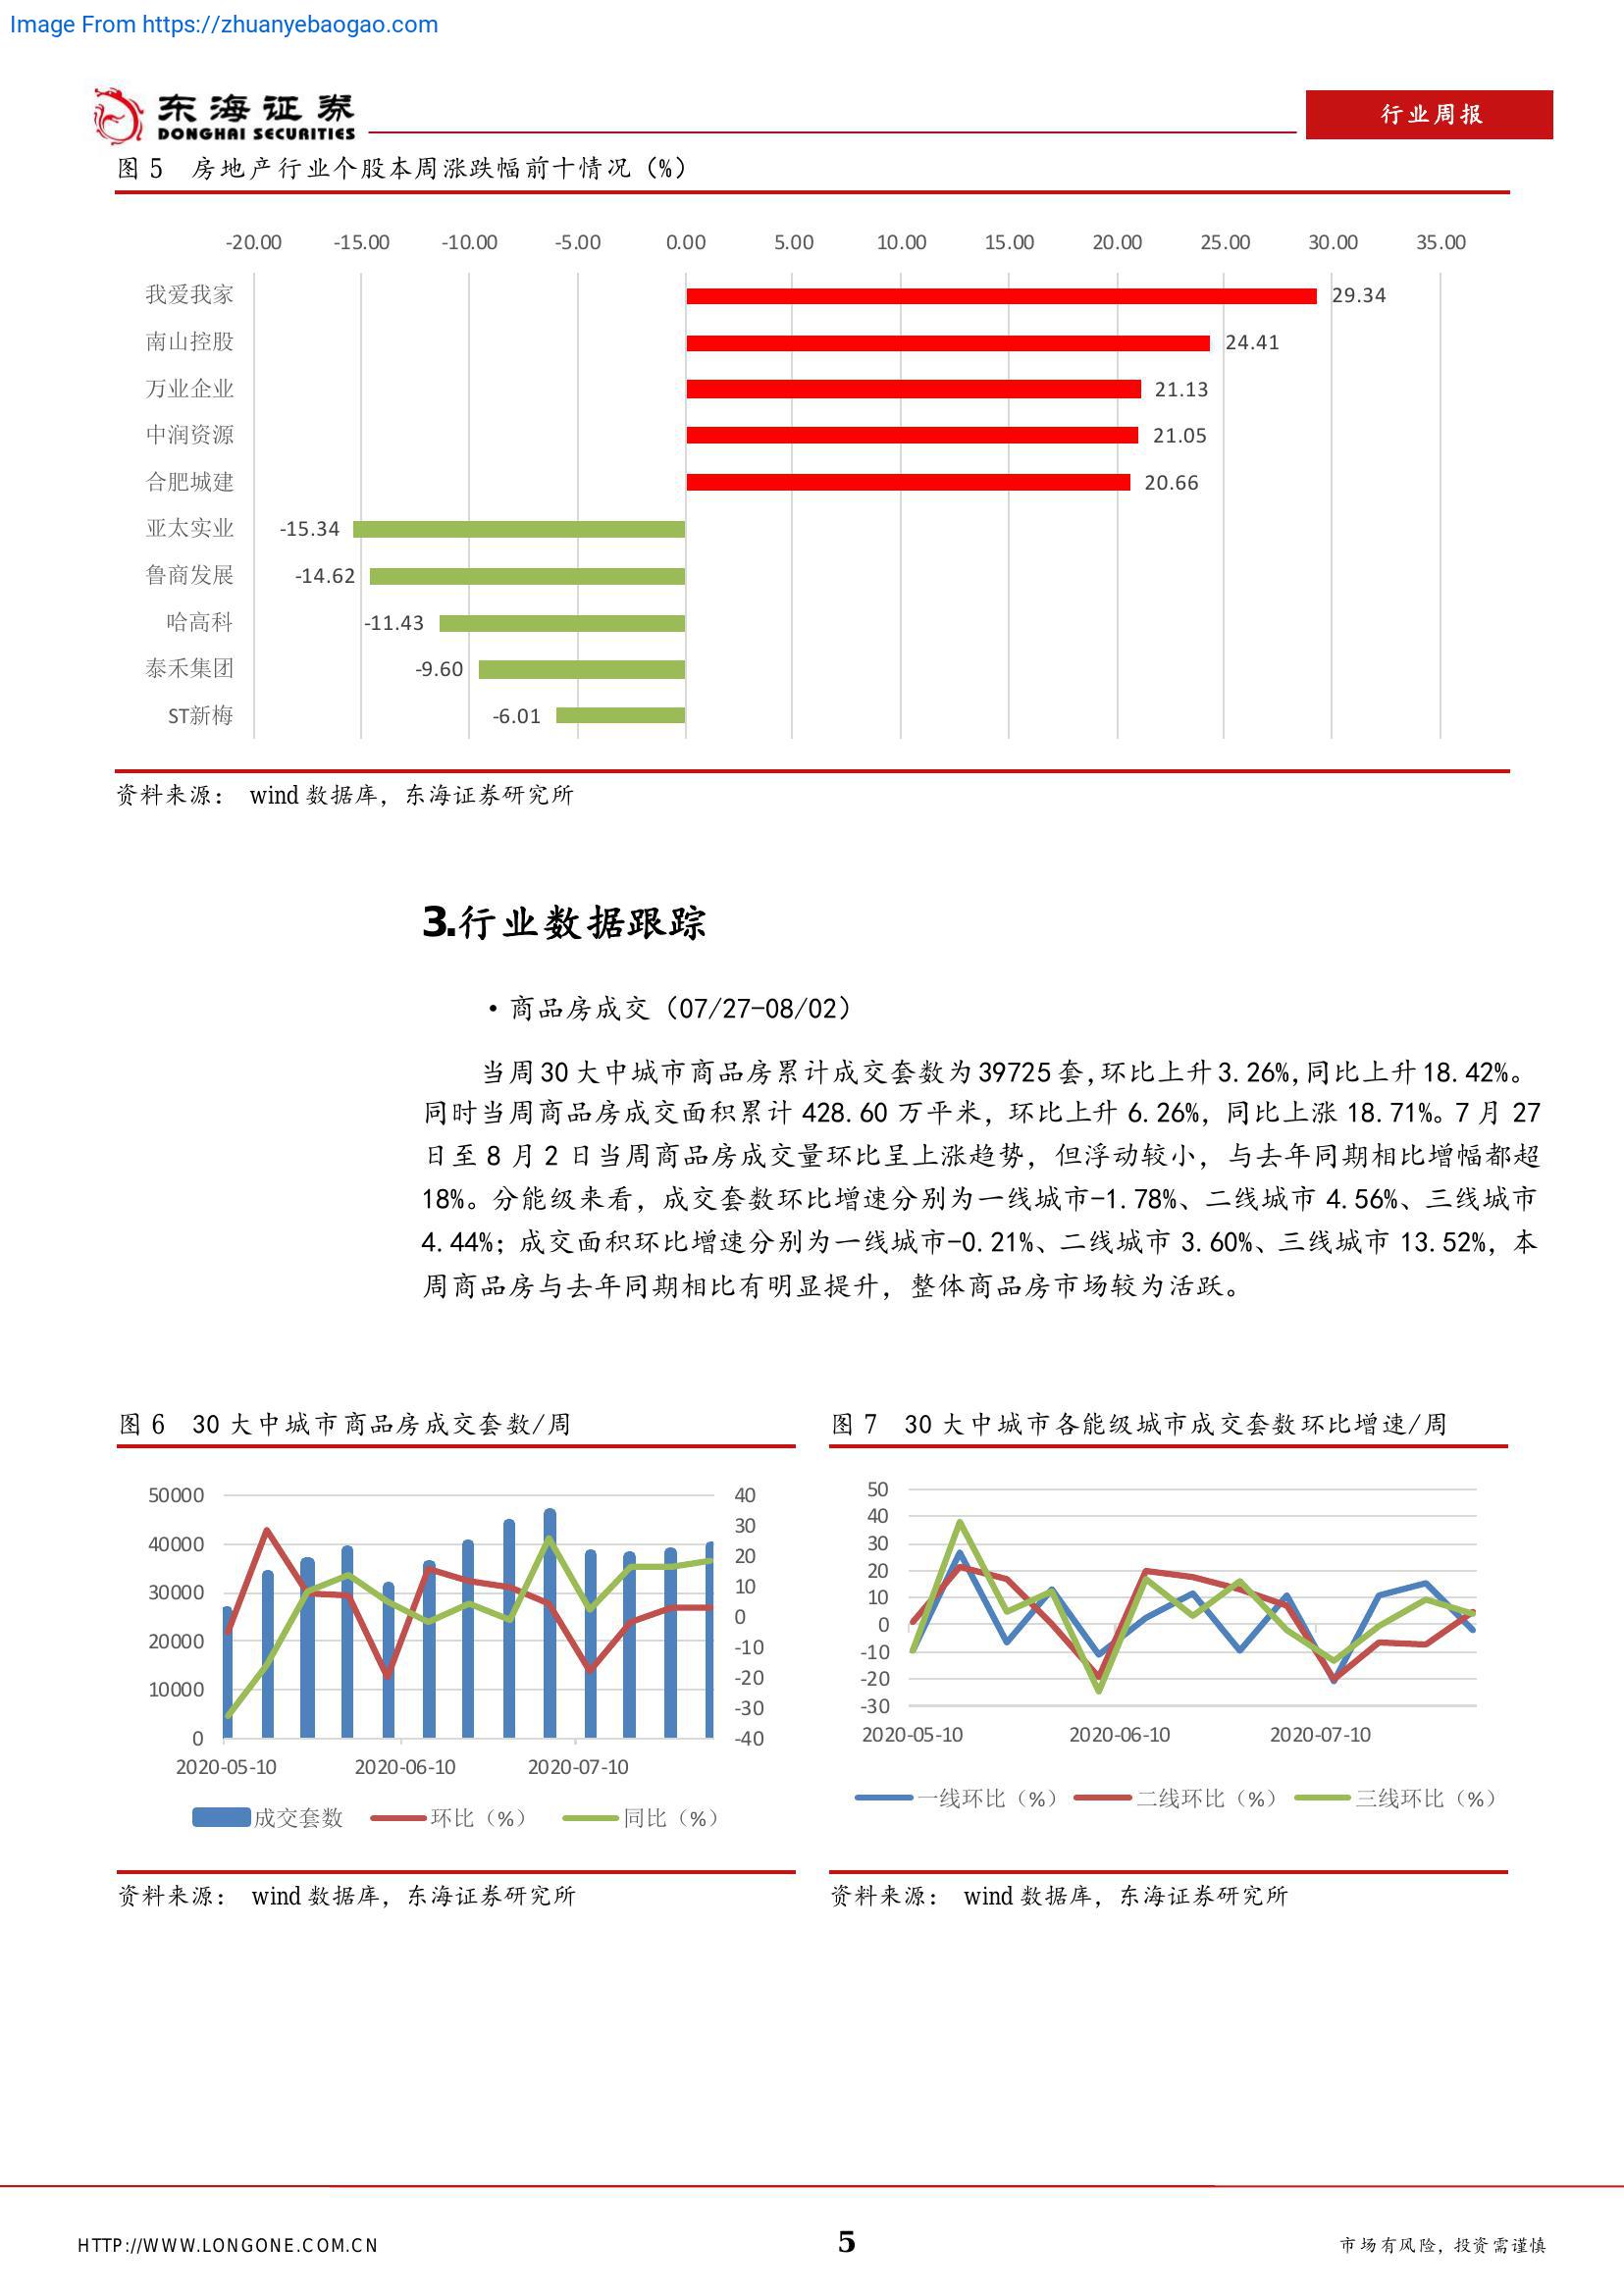 Image From https://zhuanyebaogao.com
东海证券
DONGHAI SECURITIES
行业周报
图 5 房地产行业个股本周涨跌幅前十情况（%）
-20.00 -15.00 -10.00 -5.00 0.00 5.00 10.00 15.00 20.00 25.00 30.00 35.00
我爱我家 29.34
南山控股 24.41
万业企业 21.13
中润资源 21.05
合肥城建 20.66
亚太实业 -15.34
鲁商发展 -14.62
哈高科 -11.43
泰禾集团 -9.60
ST新梅 -6.01
资料来源： wind 数据库，东海证券研究所
3.行业数据跟踪
·商品房成交（07/27-08/02）
当周30大中城市商品房累计成交套数为39725套，环比上升3.26%，同比上升18.42%。
同时当周商品房成交面积累计 428.60 万平米，环比上升 6.26%，同比上涨 18.71%。7 月 27
日至 8 月 2 日当周商品房成交量环比呈上涨趋势，但浮动较小，与去年同期相比增幅都超
18%。分能级来看，成交套数环比增速分别为一线城市-1.78%、二线城市 4.56%、三线城市
4.44%；成交面积环比增速分别为一线城市-0.21%、二线城市 3.60%、三线城市 13.52%，本
周商品房与去年同期相比有明显提升，整体商品房市场较为活跃。
图 6 30 大中城市商品房成交套数/周
50000 40
40000 30
30000 20
20000 10
10000 0
0 -10
-20
-30
-40
2020-05-10 2020-06-10 2020-07-10
成交套数 环比（%） 同比（%）
资料来源： wind 数据库，东海证券研究所
图 7 30 大中城市各能级城市成交套数环比增速/周
50
40
30
20
10
0
-10
-20
-30
2020-05-10 2020-06-10 2020-07-10
一线环比（%） 二线环比（%） 三线环比（%）
资料来源： wind 数据库，东海证券研究所
HTTP://WWW.LONGONE.COM.CN
5
市场有风险，投资需谨慎